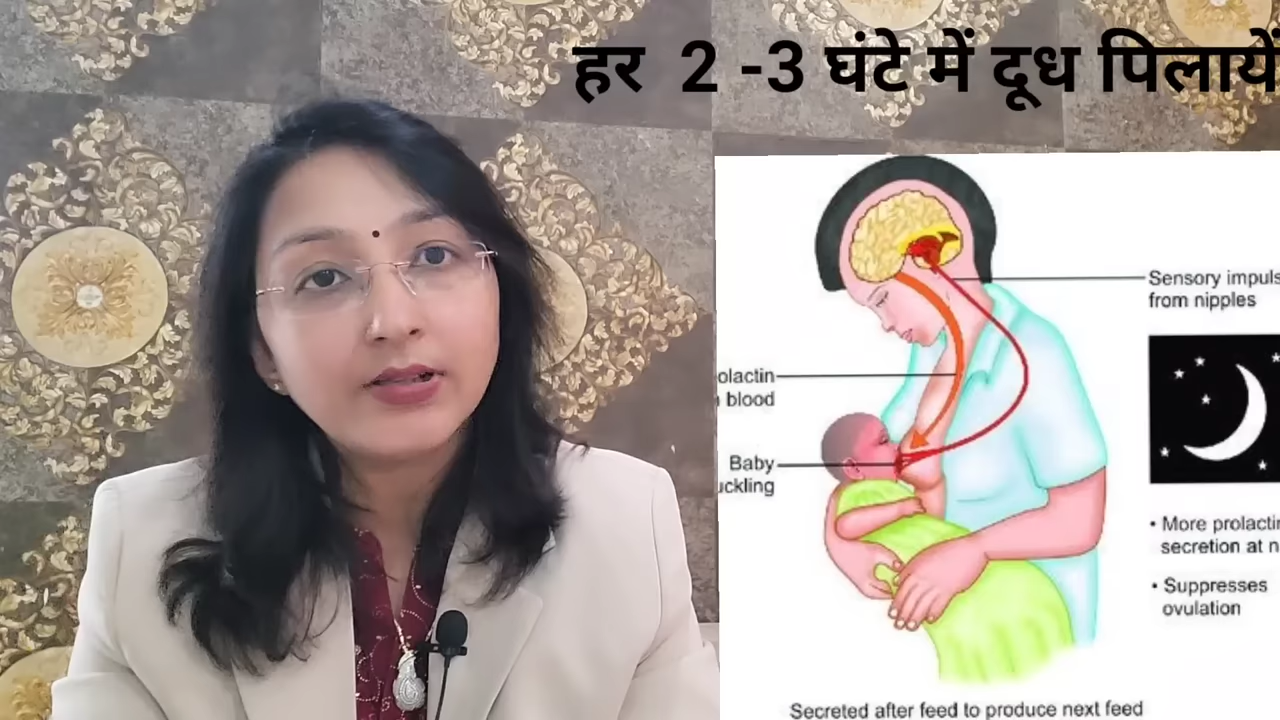 हर 2 -3 घंटे में दूध पिलायें
Sensory
from nipples
blood
Baby
• More
secretion at
• Suppresses
ovulation
Secreted after feed to produce next feed